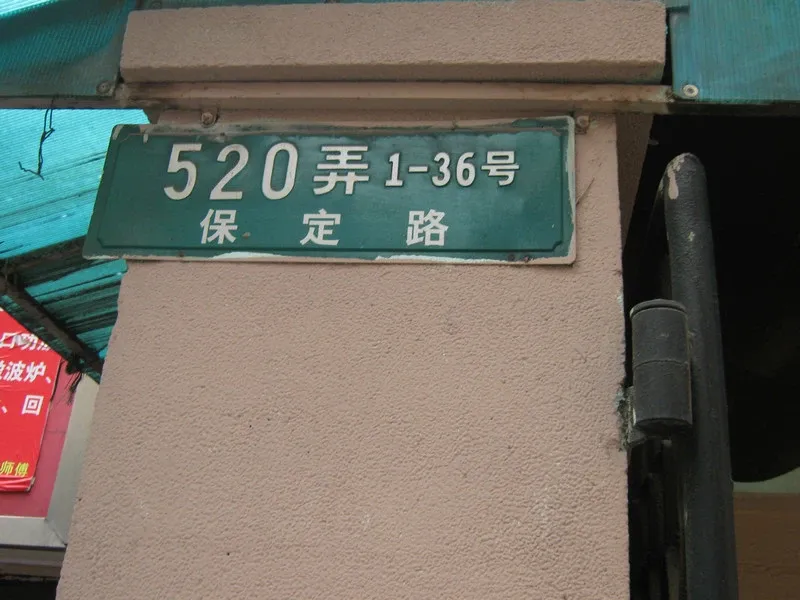 520弄 1-36号
保定路
波炉、
、回
师傅